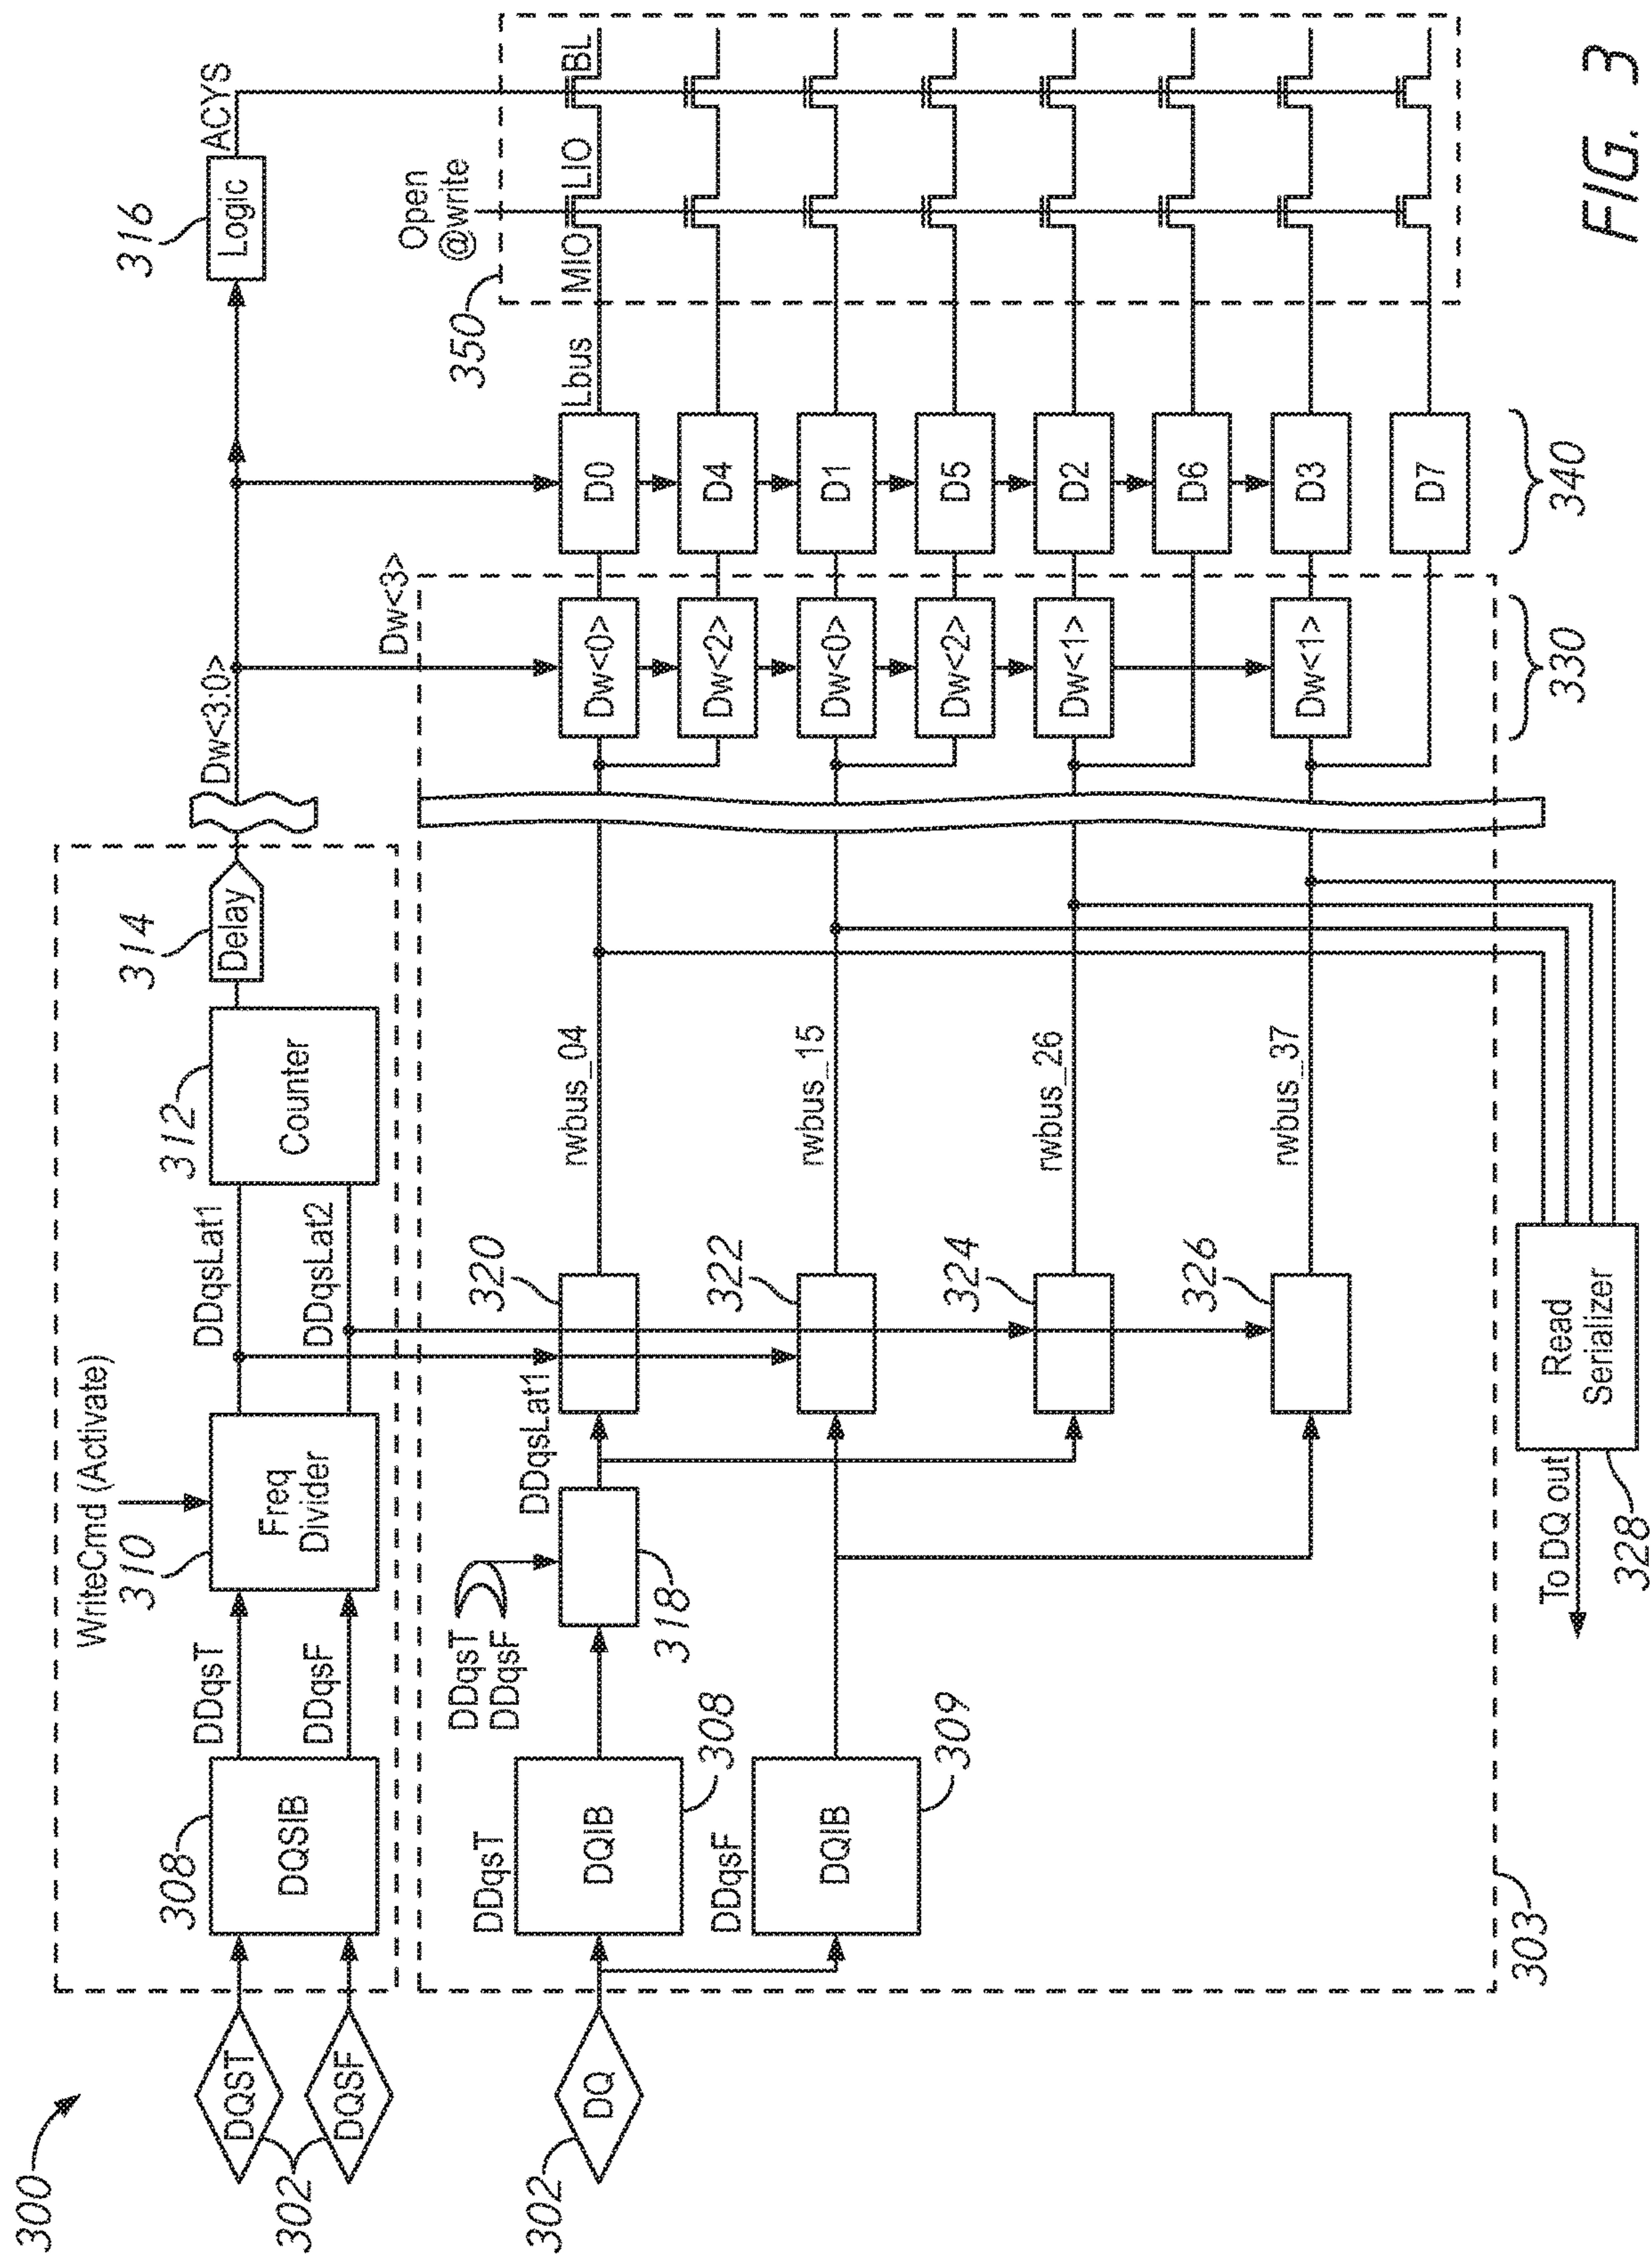 300
302
DQST
DQSF
308
DQSIB
DDqsT
DDqsF
WriteCmd (Activate)
310
Freq
Divider
DDqsLat1
DDqsLat2
312
Counter
314
Delay
Dw<3:0>
316
Logic
ACYS
302
DQ
DDqsT
DQIB
308
DDqsF
DQIB
309
DDqsT
DDqsF
318
DDqsLat1
320
322
324
326
rwbus_04
rwbus_15
rwbus_26
rwbus_37
Dw<3>
Dw<0>
Dw<2>
Dw<0>
Dw<2>
Dw<1>
Dw<1>
330
D0
D4
D1
D5
D2
D6
D3
D7
340
Lbus
350
Open
@write
MIO
LIO
BL
303
To DQ out
328
Read
Serializer
FIG. 3